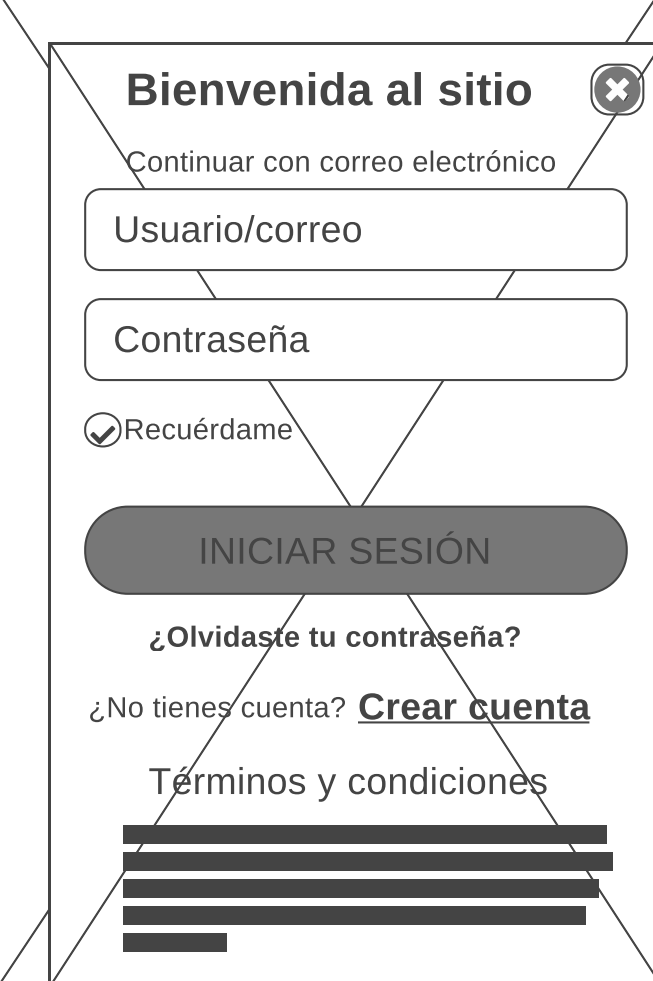 Bienvenida al sitio
Continuar con correo electrónico
Usuario/correo
Contraseña
Recuérdame
INICIAR SESIÓN
¿Olvidaste tu contraseña?
¿No tienes cuenta? Crear cuenta
Términos y condiciones